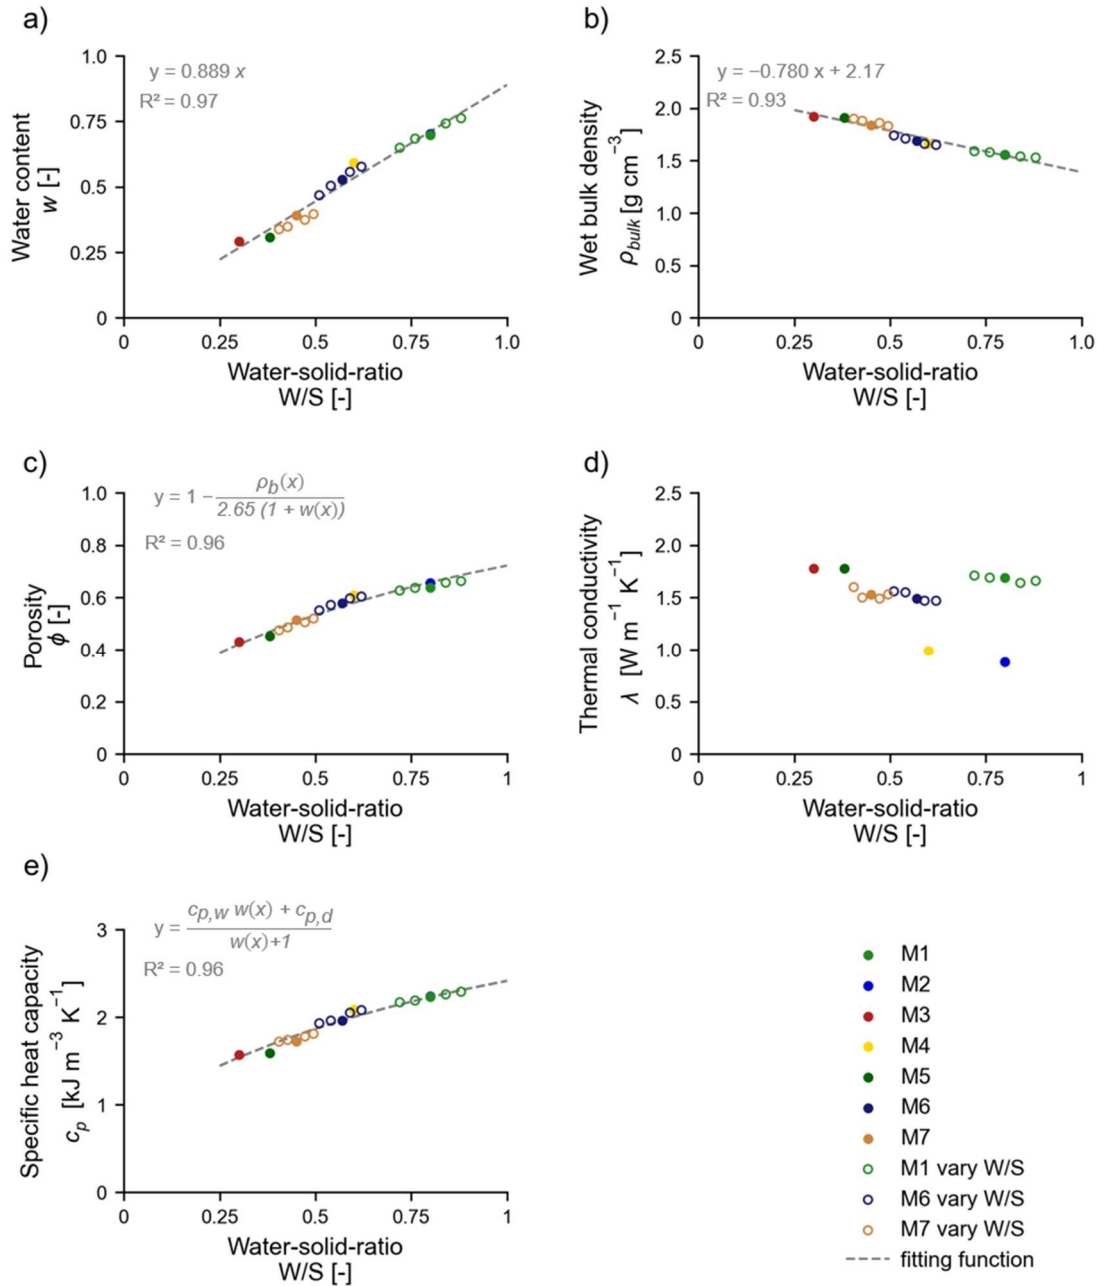 a)
y = 0.889 x
R² = 0.97
Water content
w [-]
1.0
0.75
0.5
0.25
0
0
0.25
0.5
0.75
1.0
Water-solid-ratio
W/S [-]
b)
y = −0.780 x + 2.17
R² = 0.93
Wet bulk density
ρbulk [g cm−3]
2.5
2.0
1.5
1.0
0.5
0
0
0.25
0.5
0.75
1.0
Water-solid-ratio
W/S [-]
c)
y = 1 − ρb(x) / 2.65 (1 + w(x))
R² = 0.96
Porosity
ϕ [-]
1.0
0.8
0.6
0.4
0.2
0
0
0.25
0.5
0.75
1
Water-solid-ratio
W/S [-]
d)
Thermal conductivity
λ [W m−1 K−1]
2.5
2.0
1.5
1.0
0.5
0
0
0.25
0.5
0.75
1
Water-solid-ratio
W/S [-]
e)
y = cp,w w(x) + cp,d / w(x)+1
R² = 0.96
Specific heat capacity
cp [kJ m−3 K−1]
3
2
1
0
0
0.25
0.5
0.75
1
Water-solid-ratio
W/S [-]
M1
M2
M3
M4
M5
M6
M7
M1 vary W/S
M6 vary W/S
M7 vary W/S
fitting function